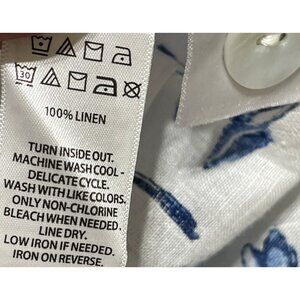 30
100% LINEN
TURN INSIDE OUT.
MACHINE WASH COOL -
DELICATE CYCLE.
WASH WITH LIKE COLORS.
ONLY NON-CHLORINE
BLEACH WHEN NEEDED.
LINE DRY.
LOW IRON IF NEEDED.
IRON ON REVERSE.